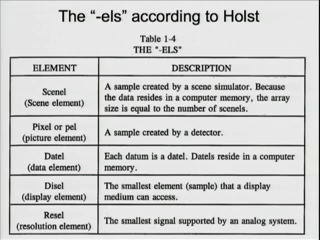 The "-els" according to Holst
Table 1-4
THE "-ELS"
ELEMENT
DESCRIPTION
Scenel
(Scene element)
A sample created by a scene simulator. Because
the data resides in a computer memory, the array
size is equal to the number of scenels.
Pixel or pel
(picture element)
A sample created by a detector.
Datel
(data element)
Each datum is a datel. Datels reside in a computer
memory.
Disel
(display element)
The smallest element (sample) that a display
medium can access.
Resel
(resolution element)
The smallest signal supported by an analog system.